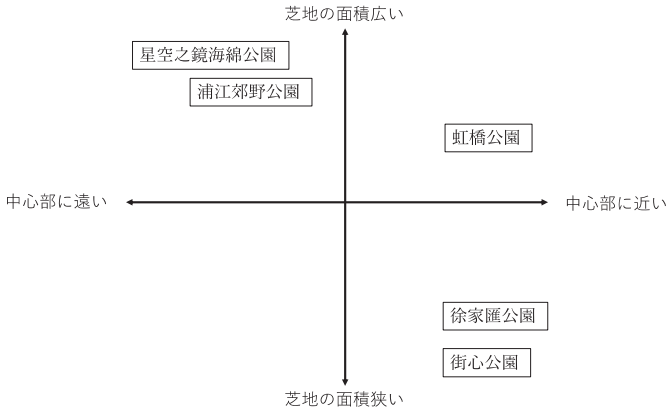 芝地の面積広い
星空之鏡海綿公園
浦江郊野公園
虹橋公園
中心部に遠い
中心部に近い
徐家匯公園
街心公園
芝地の面積狭い